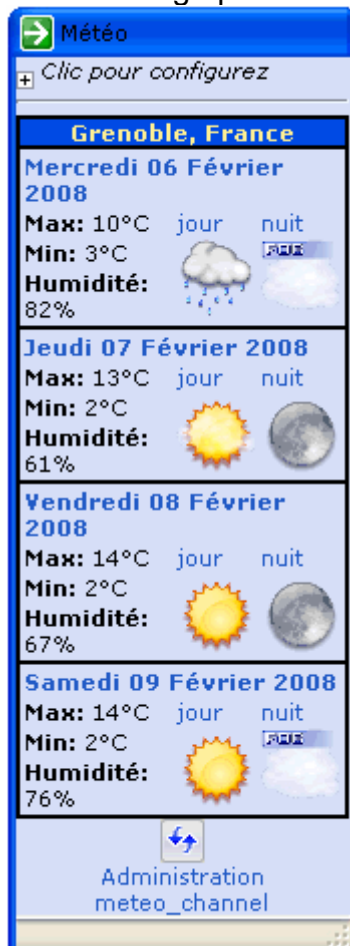 Météo
Clic pour configurez
Grenoble, France
Mercredi 06 Février
2008
Max: 10°C jour nuit
Min: 3°C
Humidité:
82%
Jeudi 07 Février 2008
Max: 13°C jour nuit
Min: 2°C
Humidité:
61%
Vendredi 08 Février
2008
Max: 14°C jour nuit
Min: 2°C
Humidité:
67%
Samedi 09 Février 2008
Max: 14°C jour nuit
Min: 2°C
Humidité:
76%
Administration
meteo_channel